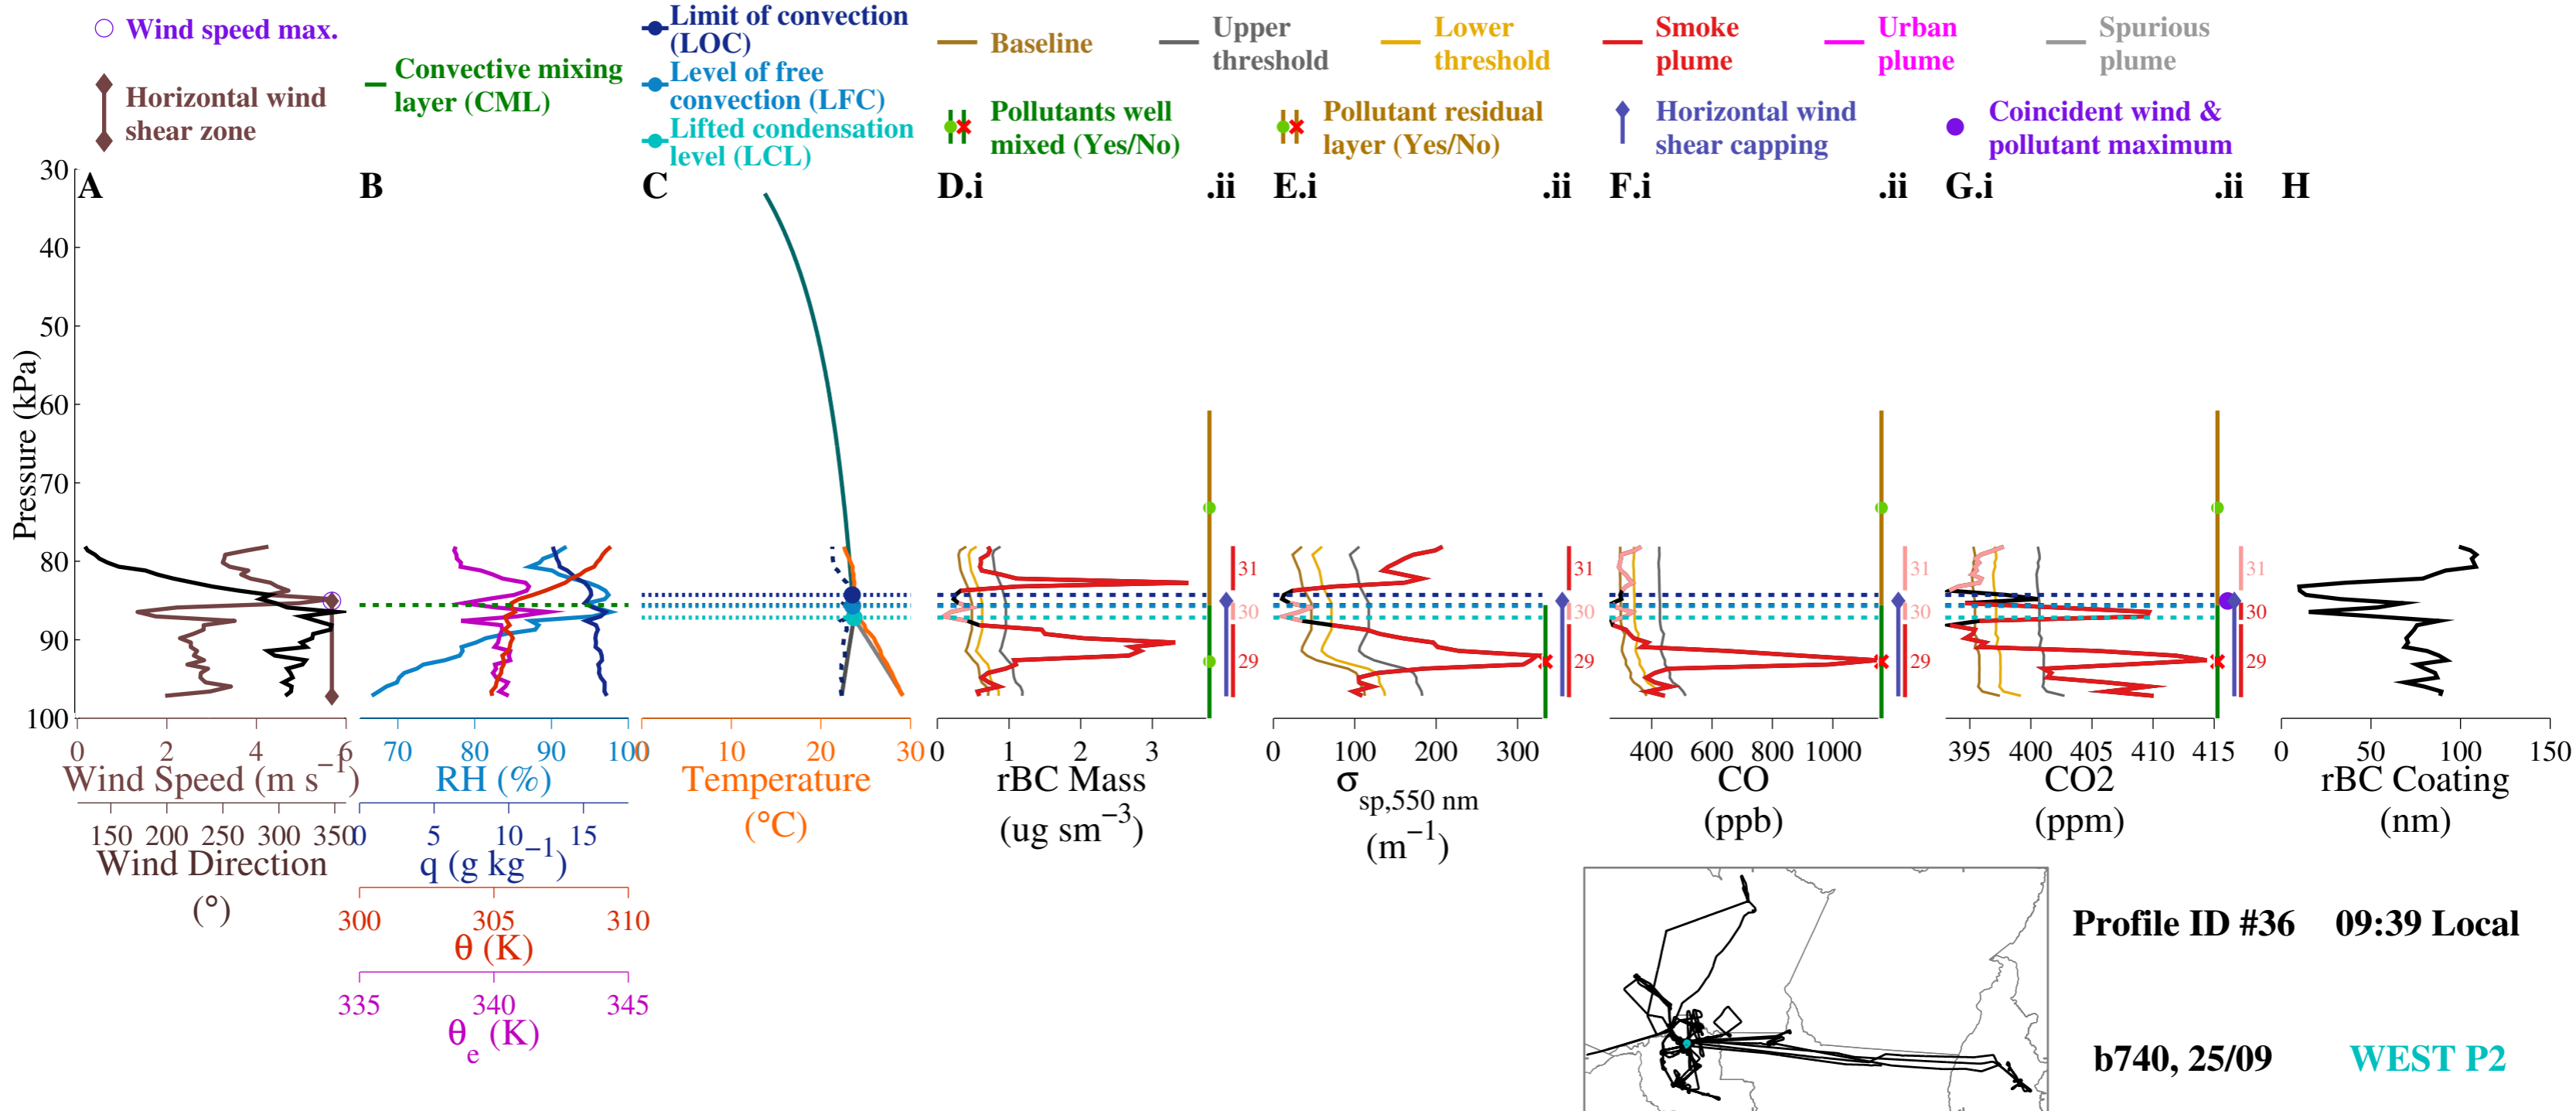 Wind speed max.
Horizontal wind
shear zone
Convective mixing
layer (CML)
Limit of convection
(LOC)
Level of free
convection (LFC)
Lifted condensation
level (LCL)
Baseline
Upper
threshold
Lower
threshold
Smoke
plume
Urban
plume
Spurious
plume
Pollutants well
mixed (Yes/No)
Pollutant residual
layer (Yes/No)
Horizontal wind
shear capping
Coincident wind &
pollutant maximum
A B C D.i .ii E.i .ii F.i .ii G.i .ii H
Pressure (kPa)
30
40
50
60
70
80
90
100
31 31 31 31
30 30 30 30
29 29 29 29
0 2 4 6
Wind Speed (m s⁻¹)
150 200 250 300 350
Wind Direction
(°)
70 80 90 100
RH (%)
0 5 10 15
q (g kg⁻¹)
300 305 310
θ (K)
335 340 345
θe (K)
0 10 20 30
Temperature
(°C)
0 1 2 3
rBC Mass
(ug sm⁻³)
0 100 200 300
σsp,550 nm
(m⁻¹)
400 600 800 1000
CO
(ppb)
395 400 405 410 415
CO2
(ppm)
0 50 100 150
rBC Coating
(nm)
Profile ID #36 09:39 Local
b740, 25/09 WEST P2